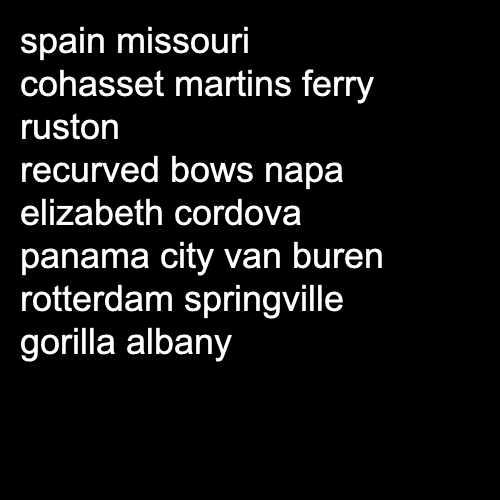 spain missouri
cohasset martins ferry
ruston
recurved bows napa
elizabeth cordova
panama city van buren
rotterdam springville
gorilla albany